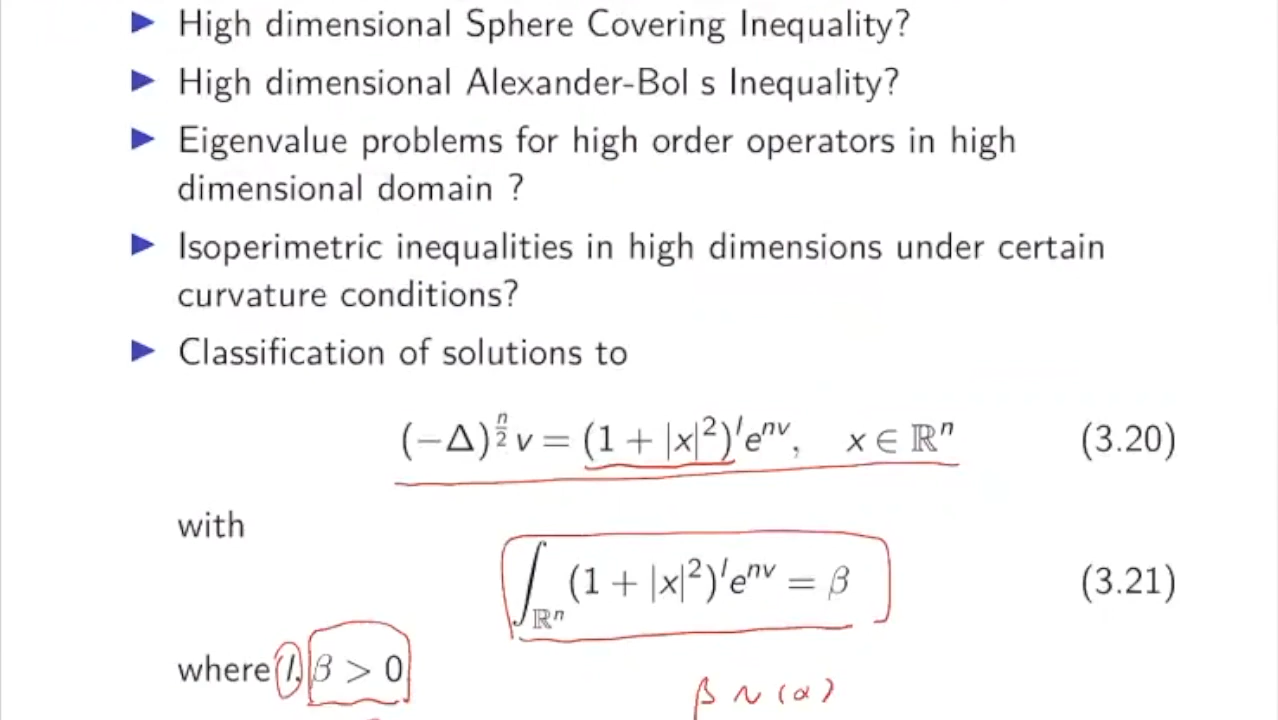 ▶ High dimensional Sphere Covering Inequality?
▶ High dimensional Alexander-Bol s Inequality?
▶ Eigenvalue problems for high order operators in high
dimensional domain ?
▶ Isoperimetric inequalities in high dimensions under certain
curvature conditions?
▶ Classification of solutions to
(−Δ)^{n/2} v = (1 + |x|^2)^l e^{nv}, x ∈ ℝ^n (3.20)
with
∫_{ℝ^n} (1 + |x|^2)^l e^{nv} = β (3.21)
where l, β > 0
β ~ (α)